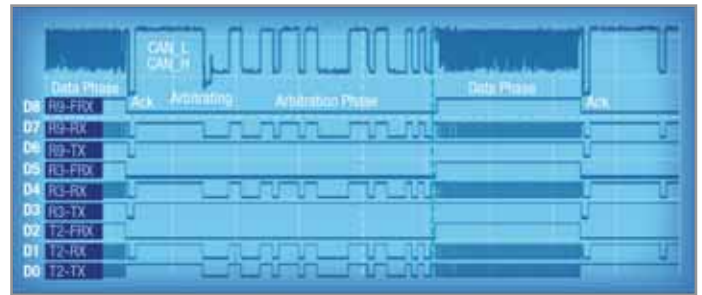 CAN_L
CAN_H
Data Phase
Ack
Arbitrating
Arbitration Phase
Data Phase
Ack
D8 R9-FRX
D7 R9-RX
D6 R9-TX
D5 R3-FRX
D4 R3-RX
D3 R3-TX
D2 T2-FRX
D1 T2-RX
D0 T2-TX